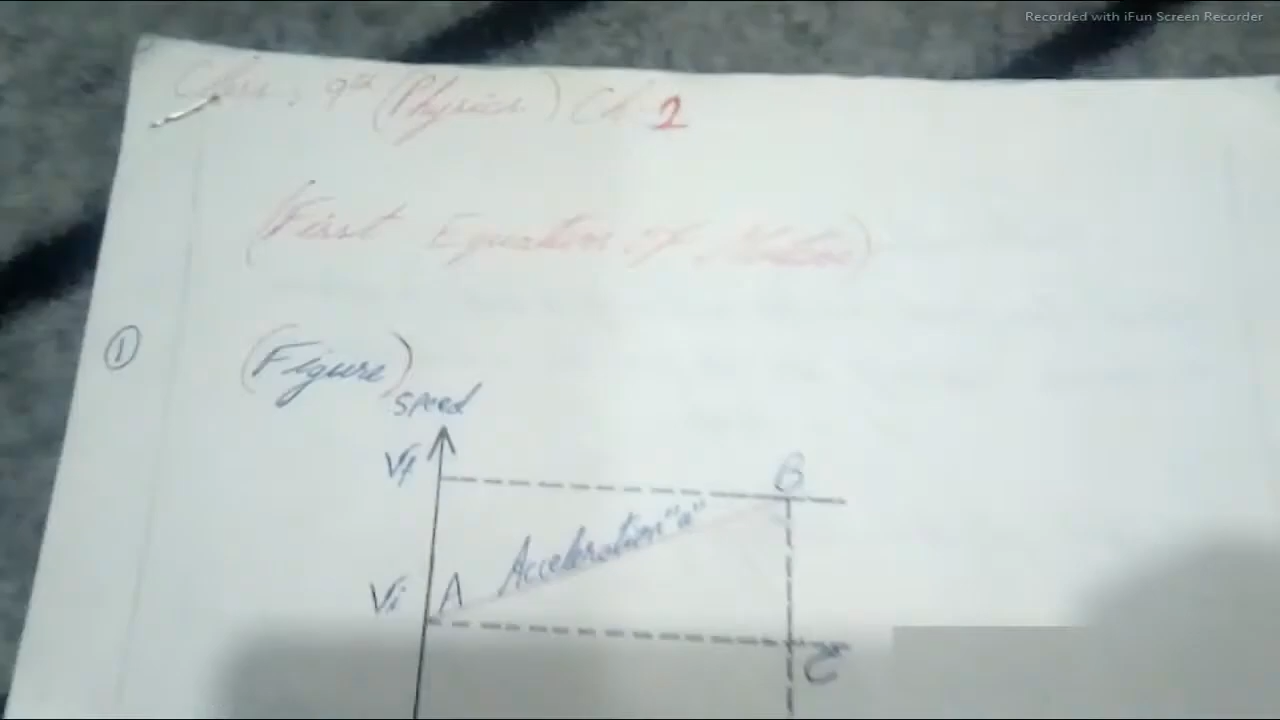 Recorded with iFun Screen Recorder
Class: 9th (Physics) Ch 2
(First Equation of Motion)
① (Figure)
speed
Vf
B
Acceleration "a"
Vi
A
C